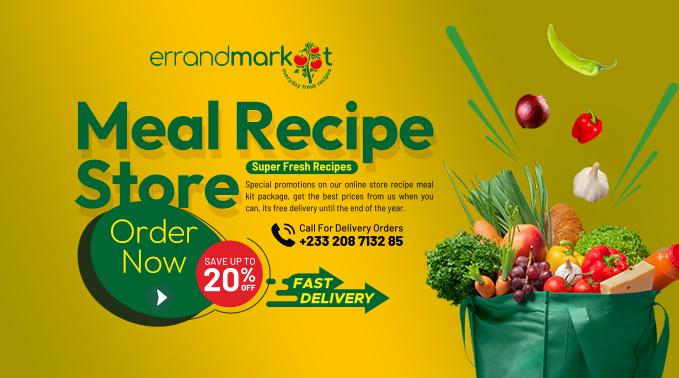 errandmarket
everyday fresh recipes
Meal Recipe
Store
Super Fresh Recipes
Special promotions on our online store recipe meal
kit package, get the best prices from us when you
can. its free delivery until the end of the year.
Call For Delivery Orders
+233 208 7132 85
Order
Now
SAVE UP TO
20%
OFF
FAST
DELIVERY